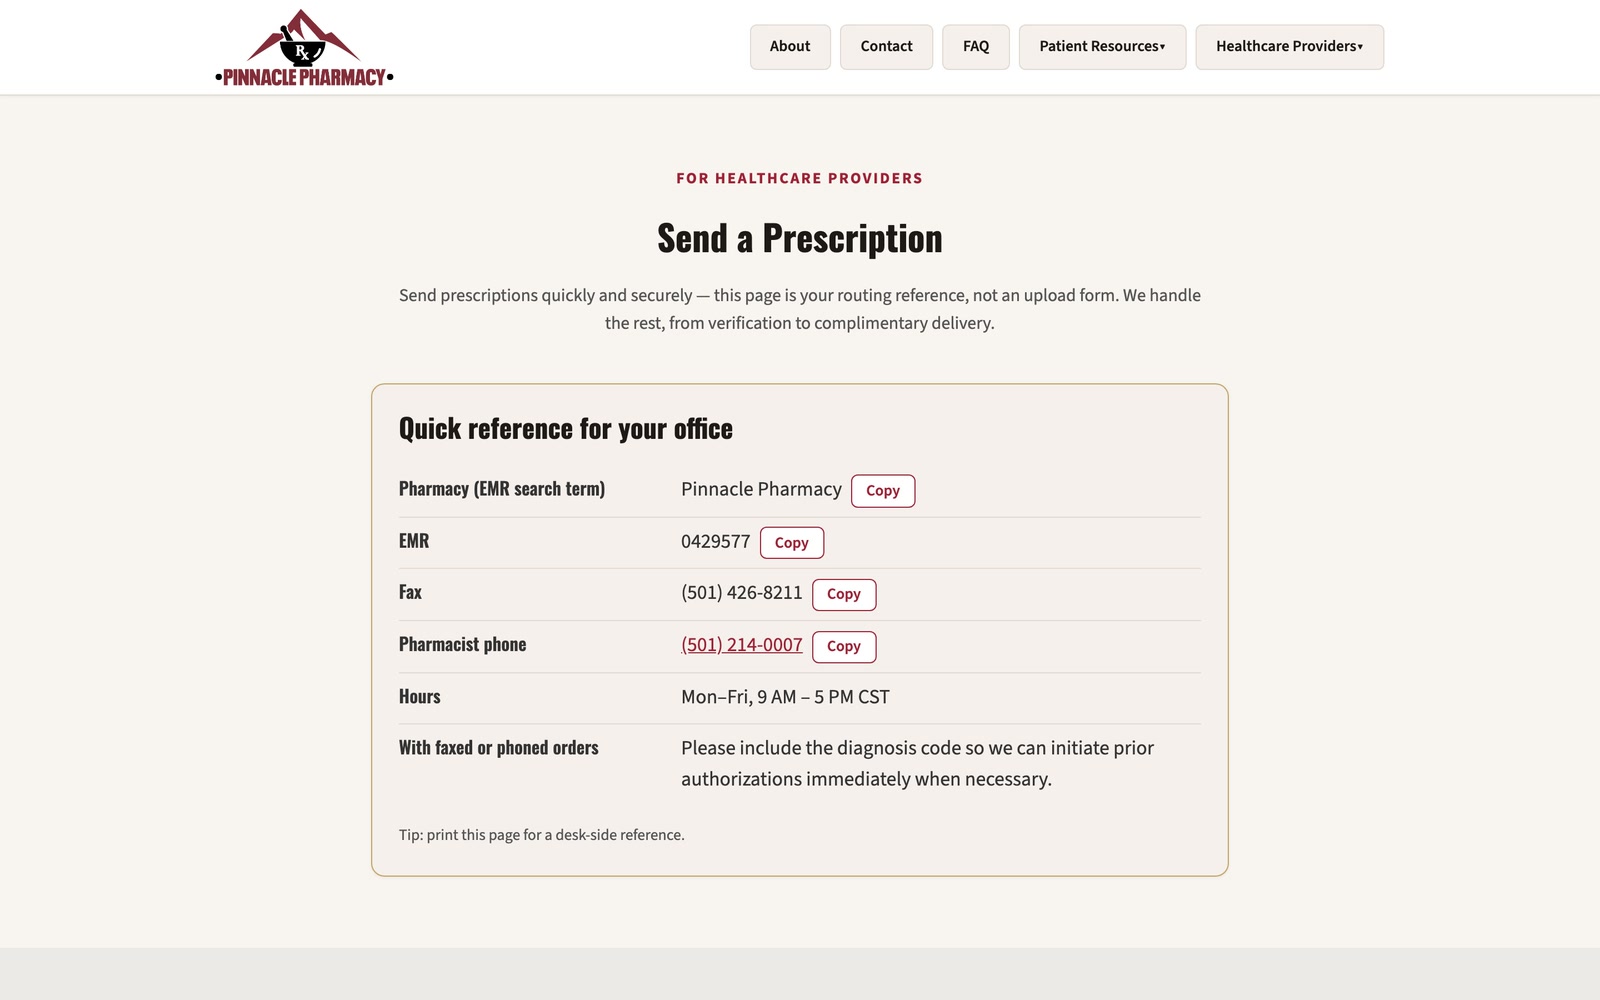 Rx
•PINNACLE PHARMACY•
About
Contact
FAQ
Patient Resources▾
Healthcare Providers▾
FOR HEALTHCARE PROVIDERS
Send a Prescription
Send prescriptions quickly and securely — this page is your routing reference, not an upload form. We handle
the rest, from verification to complimentary delivery.
Quick reference for your office
Pharmacy (EMR search term)
Pinnacle Pharmacy
Copy
EMR
0429577
Copy
Fax
(501) 426-8211
Copy
Pharmacist phone
(501) 214-0007
Copy
Hours
Mon–Fri, 9 AM – 5 PM CST
With faxed or phoned orders
Please include the diagnosis code so we can initiate prior
authorizations immediately when necessary.
Tip: print this page for a desk-side reference.